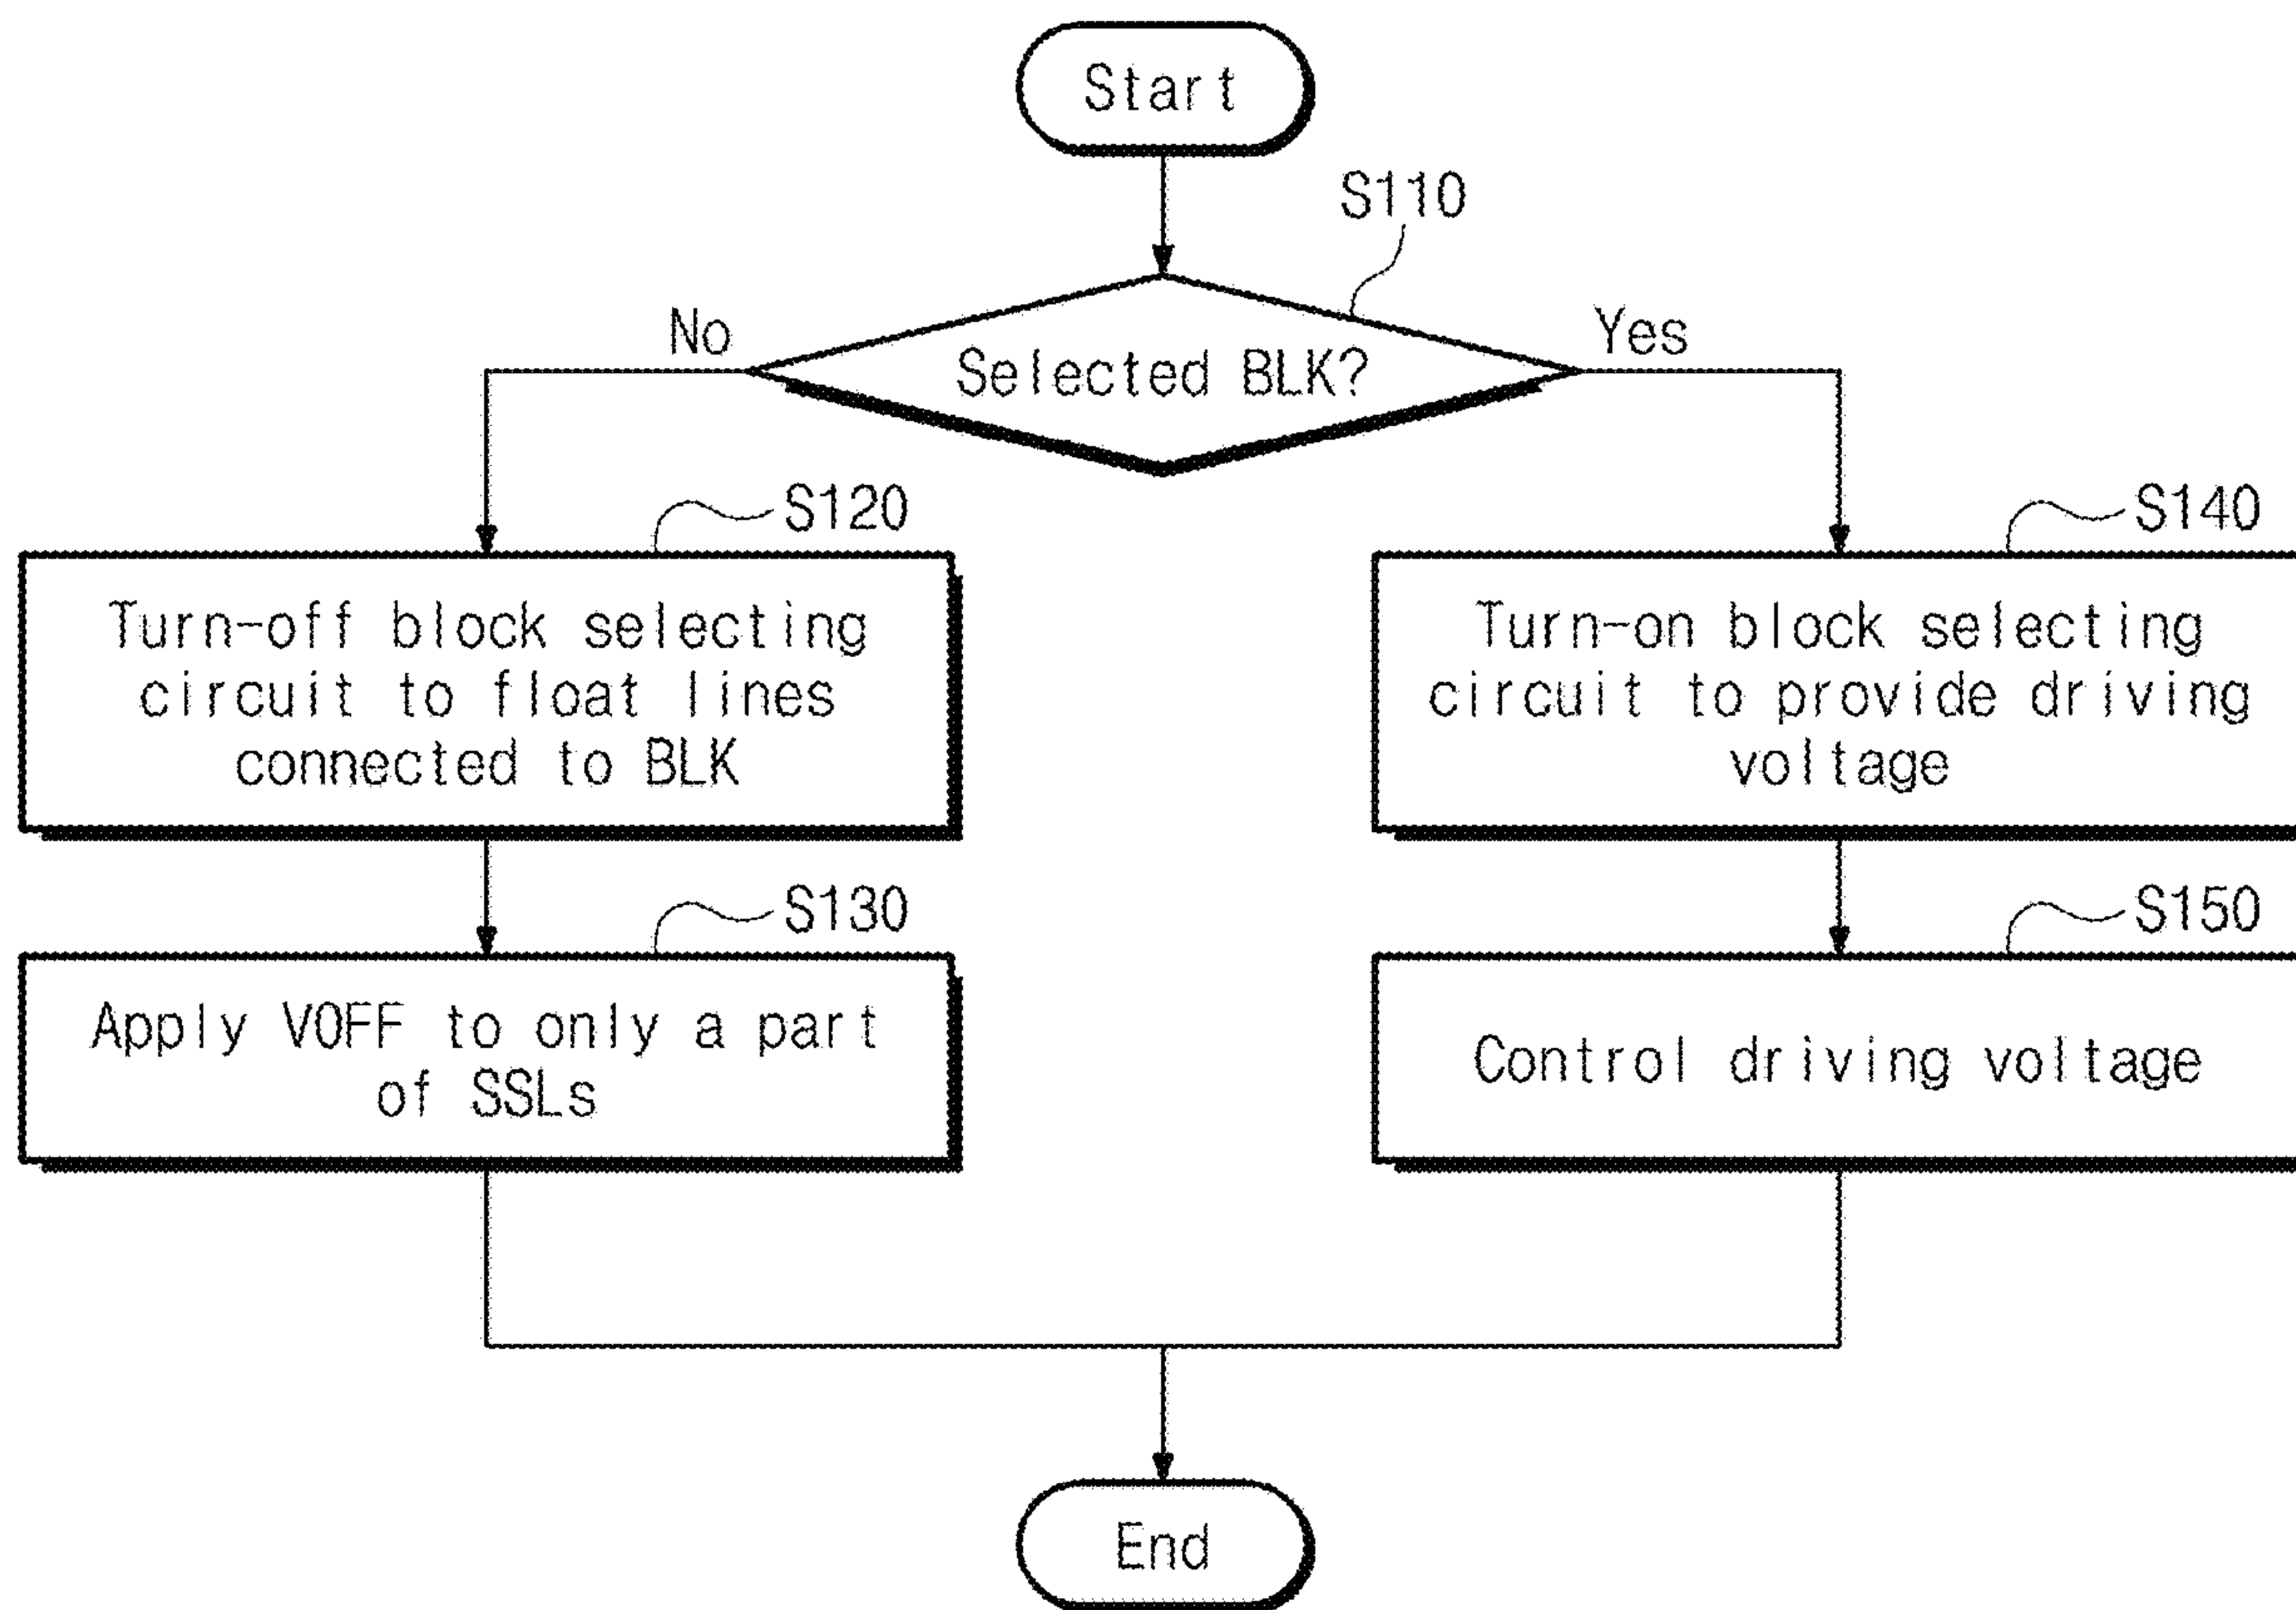 Start
S110
No
Yes
Selected BLK?
S120
S140
Turn-off block selecting
circuit to float lines
connected to BLK
Turn-on block selecting
circuit to provide driving
voltage
S130
S150
Apply VOFF to only a part
of SSLs
Control driving voltage
End